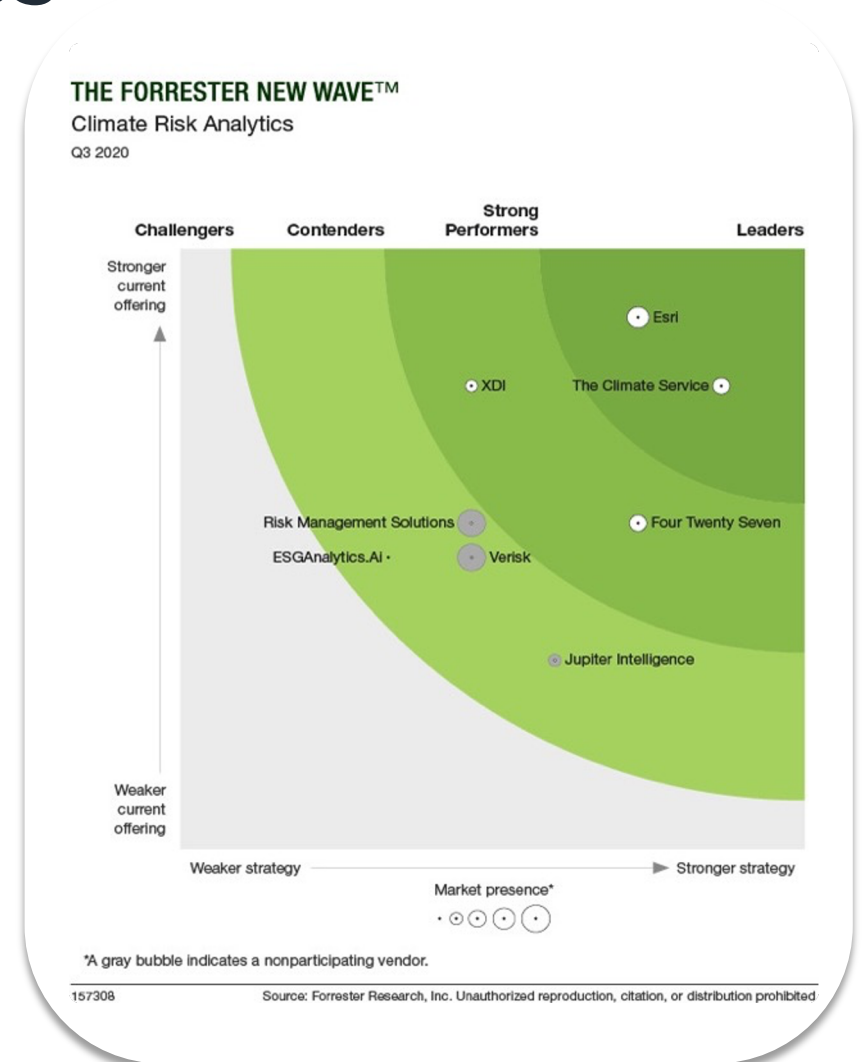 THE FORRESTER NEW WAVE™
Climate Risk Analytics
Q3 2020
Challengers
Contenders
Strong
Performers
Leaders
Stronger
current
offering
Esri
XDI
The Climate Service
Risk Management Solutions
Four Twenty Seven
ESGAnalytics.Ai
Verisk
Jupiter Intelligence
Weaker
current
offering
Weaker strategy
Stronger strategy
Market presence*
*A gray bubble indicates a nonparticipating vendor.
157308
Source: Forrester Research, Inc. Unauthorized reproduction, citation, or distribution prohibited